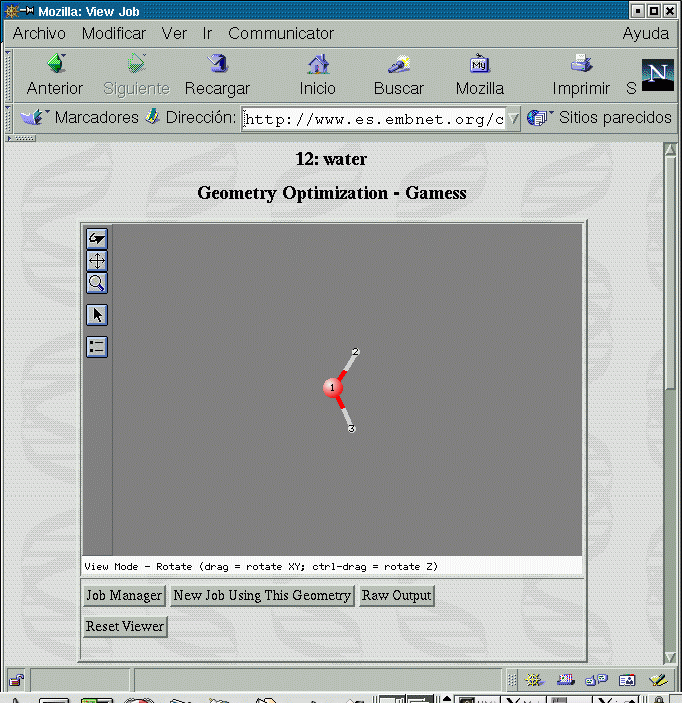 Mozilla: View Job
Archivo Modificar Ver Ir Communicator Ayuda
My N
Anterior Siguiente Recargar Inicio Buscar Mozilla Imprimir S
Marcadores Dirección: http://www.es.embnet.org/c Sitios parecidos
12: water
Geometry Optimization - Gamess
2
1
3
View Mode - Rotate (drag = rotate XY; ctrl-drag = rotate Z)
Job Manager New Job Using This Geometry Raw Output
Reset Viewer